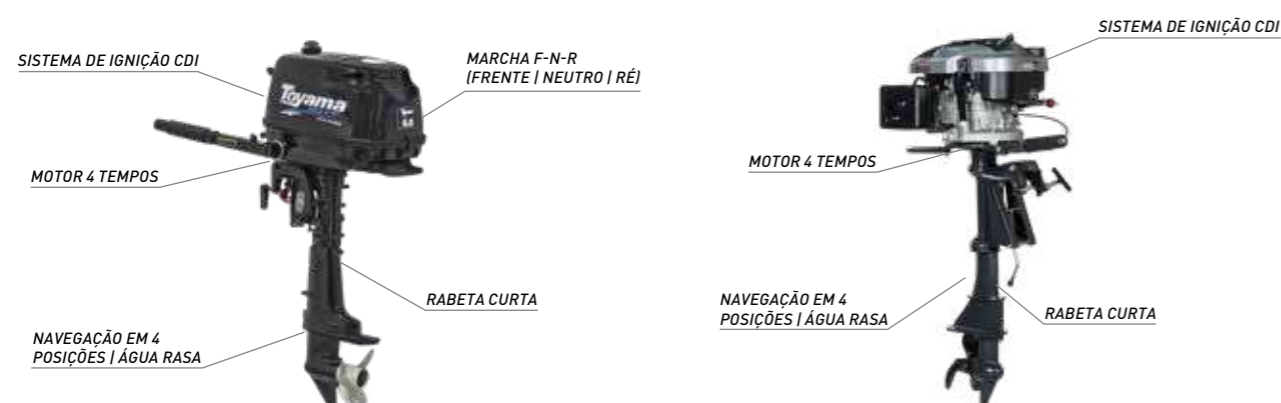 SISTEMA DE IGNIÇÃO CDI
MARCHA F-N-R
(FRENTE | NEUTRO | RÉ)
Toyama
MOTOR 4 TEMPOS
RABETA CURTA
NAVEGAÇÃO EM 4
POSIÇÕES | ÁGUA RASA
SISTEMA DE IGNIÇÃO CDI
MOTOR 4 TEMPOS
NAVEGAÇÃO EM 4
POSIÇÕES | ÁGUA RASA
RABETA CURTA